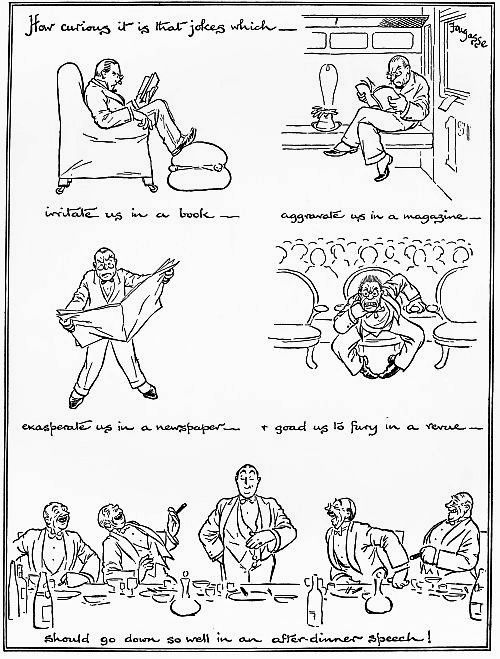 How curious it is that jokes which —
Fougasse
1ST
irritate us in a book —
aggravate us in a magazine —
exasperate us in a newspaper —
& goad us to fury in a revue —
should go down so well in an after-dinner speech!